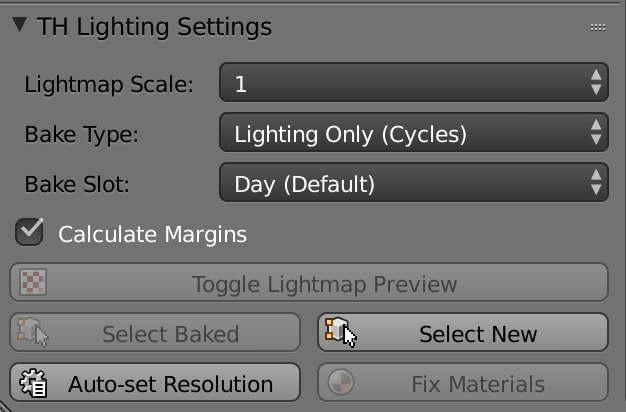 TH Lighting Settings
Lightmap Scale: 1
Bake Type: Lighting Only (Cycles)
Bake Slot: Day (Default)
Calculate Margins
Toggle Lightmap Preview
Select Baked Select New
Auto-set Resolution Fix Materials